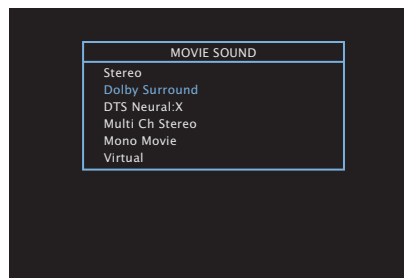 MOVIE SOUND
Stereo
Dolby Surround
DTS Neural:X
Multi Ch Stereo
Mono Movie
Virtual